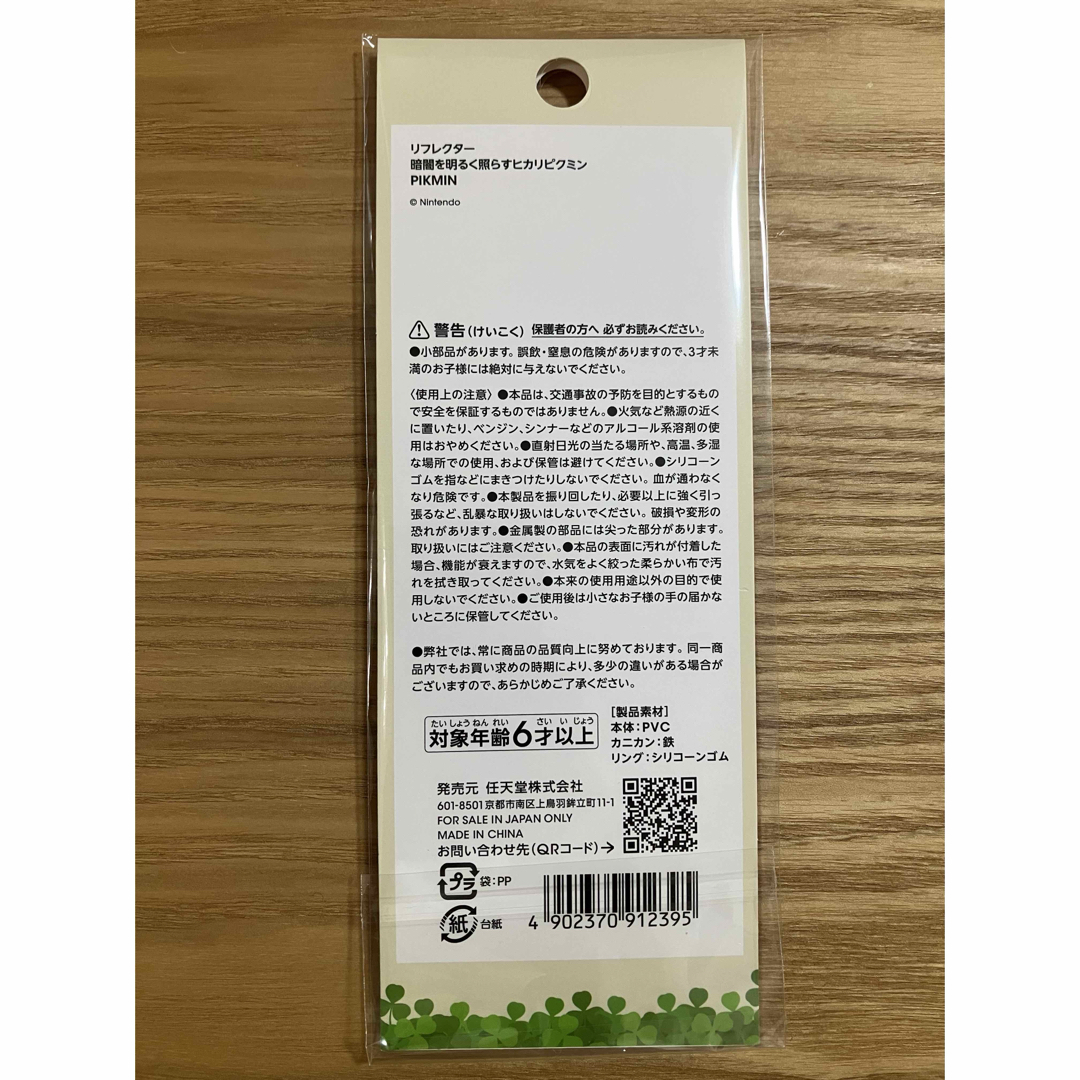 リフレクター
暗闇を明るく照らすヒカリピクミン
PIKMIN
© Nintendo
警告(けいこく) 保護者の方へ 必ずお読みください。
●小部品があります。誤飲・窒息の危険がありますので、3才未
満のお子様には絶対に与えないでください。
〈使用上の注意〉●本品は、交通事故の予防を目的とするもの
で安全を保証するものではありません。●火気など熱源の近く
に置いたり、ベンジン、シンナーなどのアルコール系溶剤の使
用はおやめください。●直射日光の当たる場所や、高温、多湿
な場所での使用、および保管は避けてください。●シリコーン
ゴムを指などにまきつけたりしないでください。血が通わなく
なり危険です。●本製品を振り回したり、必要以上に強く引っ
張るなど、乱暴な取り扱いはしないでください。破損や変形の
恐れがあります。●金属製の部品には尖った部分があります。
取り扱いにはご注意ください。●本品の表面に汚れが付着した
場合、機能が衰えますので、水気をよく絞った柔らかい布で汚
れを拭き取ってください。●本来の使用用途以外の目的で使
用しないでください。●ご使用後は小さなお子様の手の届かな
いところに保管してください。
●弊社では、常に商品の品質向上に努めております。同一商
品内でもお買い求めの時期により、多少の違いがある場合が
ございますので、あらかじめご了承ください。
たいしょうねんれい さいいじょう
対象年齢6才以上
[製品素材]
本体:PVC
カニカン:鉄
リング:シリコーンゴム
発売元 任天堂株式会社
601-8501 京都市南区上鳥羽鉾立町11-1
FOR SALE IN JAPAN ONLY
MADE IN CHINA
お問い合わせ先(QRコード)→
プラ 袋:PP
紙 台紙
4 902370 912395